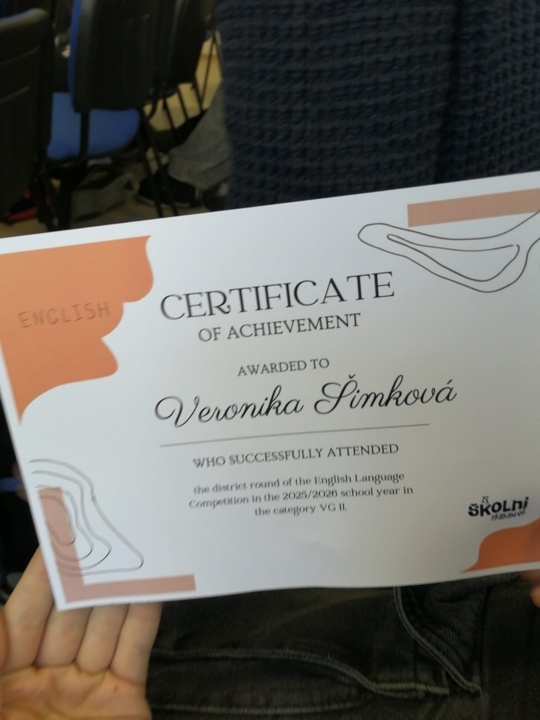 ENGLISH
CERTIFICATE
OF ACHIEVEMENT
AWARDED TO
Veronika Šimková
WHO SUCCESSFULLY ATTENDED
the district round of the English Language
Competition in the 2025/2026 school year in
the category VG II.
ŠKOLní